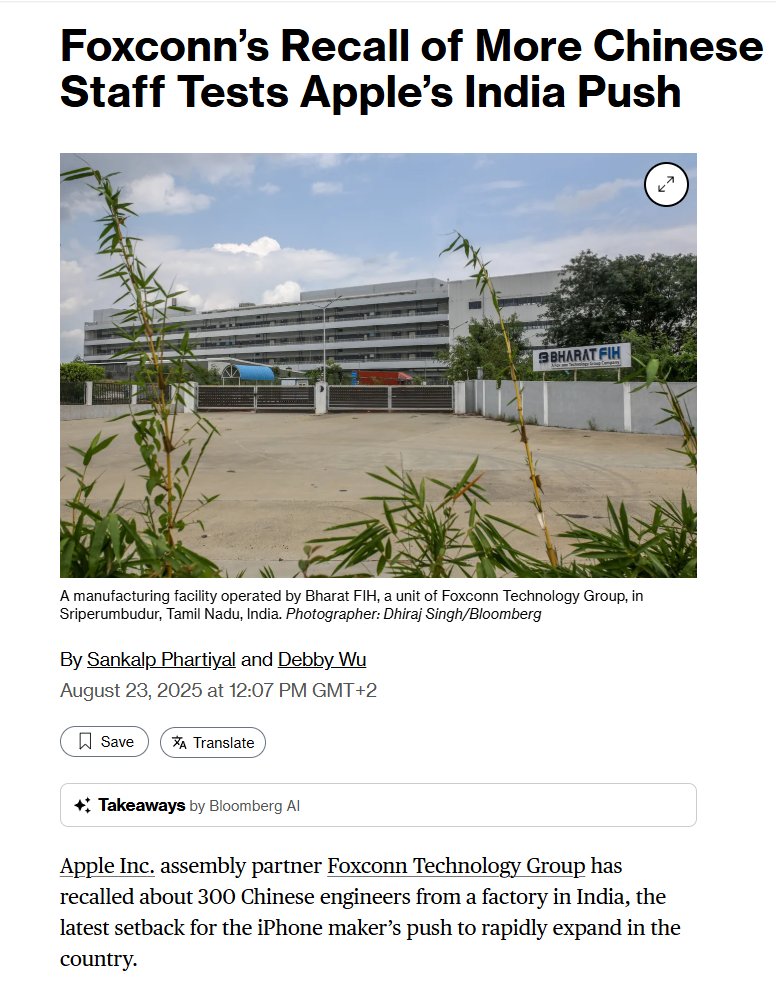 Foxconn's Recall of More Chinese
Staff Tests Apple's India Push
BHARAT FIH
A Foxconn Technology Group Company
A manufacturing facility operated by Bharat FIH, a unit of Foxconn Technology Group, in
Sriperumbudur, Tamil Nadu, India. Photographer: Dhiraj Singh/Bloomberg
By Sankalp Phartiyal and Debby Wu
August 23, 2025 at 12:07 PM GMT+2
Save Translate
Takeaways by Bloomberg AI
Apple Inc. assembly partner Foxconn Technology Group has
recalled about 300 Chinese engineers from a factory in India, the
latest setback for the iPhone maker's push to rapidly expand in the
country.